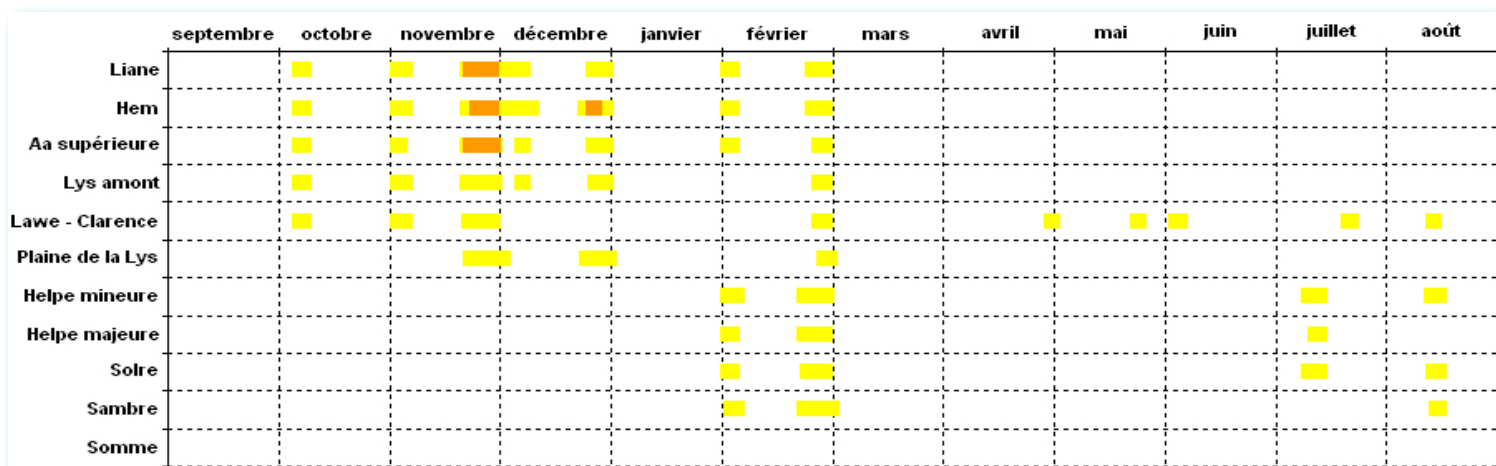 septembre octobre novembre décembre janvier février mars avril mai juin juillet août
Liane
Hem
Aa supérieure
Lys amont
Lawe - Clarence
Plaine de la Lys
Helpe mineure
Helpe majeure
Solre
Sambre
Somme